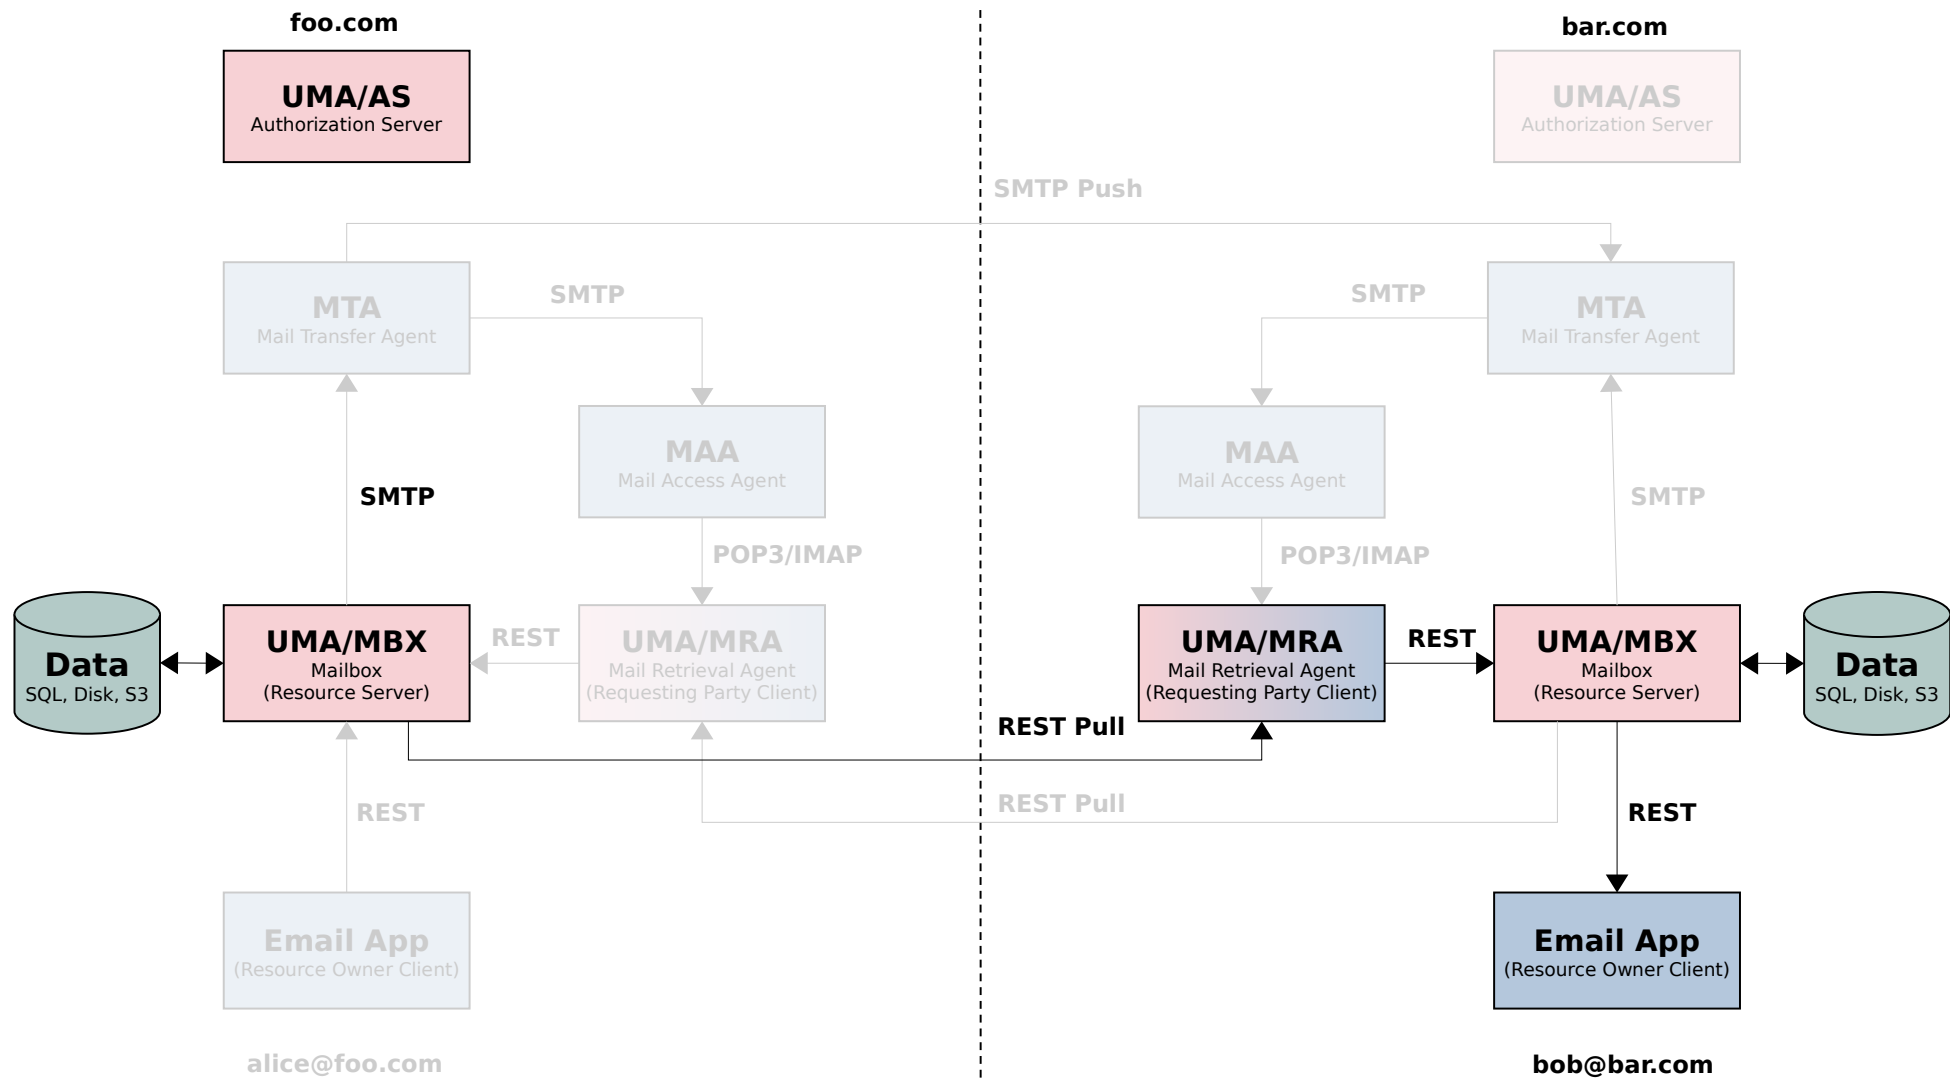 foo.com
bar.com
UMA/AS
Authorization Server
UMA/AS
Authorization Server
SMTP Push
MTA
Mail Transfer Agent
SMTP
SMTP
MTA
Mail Transfer Agent
MAA
Mail Access Agent
MAA
Mail Access Agent
SMTP
SMTP
POP3/IMAP
POP3/IMAP
Data
SQL, Disk, S3
UMA/MBX
Mailbox
(Resource Server)
REST
UMA/MRA
Mail Retrieval Agent
(Requesting Party Client)
UMA/MRA
Mail Retrieval Agent
(Requesting Party Client)
REST
UMA/MBX
Mailbox
(Resource Server)
Data
SQL, Disk, S3
REST Pull
REST Pull
REST
REST
Email App
(Resource Owner Client)
Email App
(Resource Owner Client)
alice@foo.com
bob@bar.com